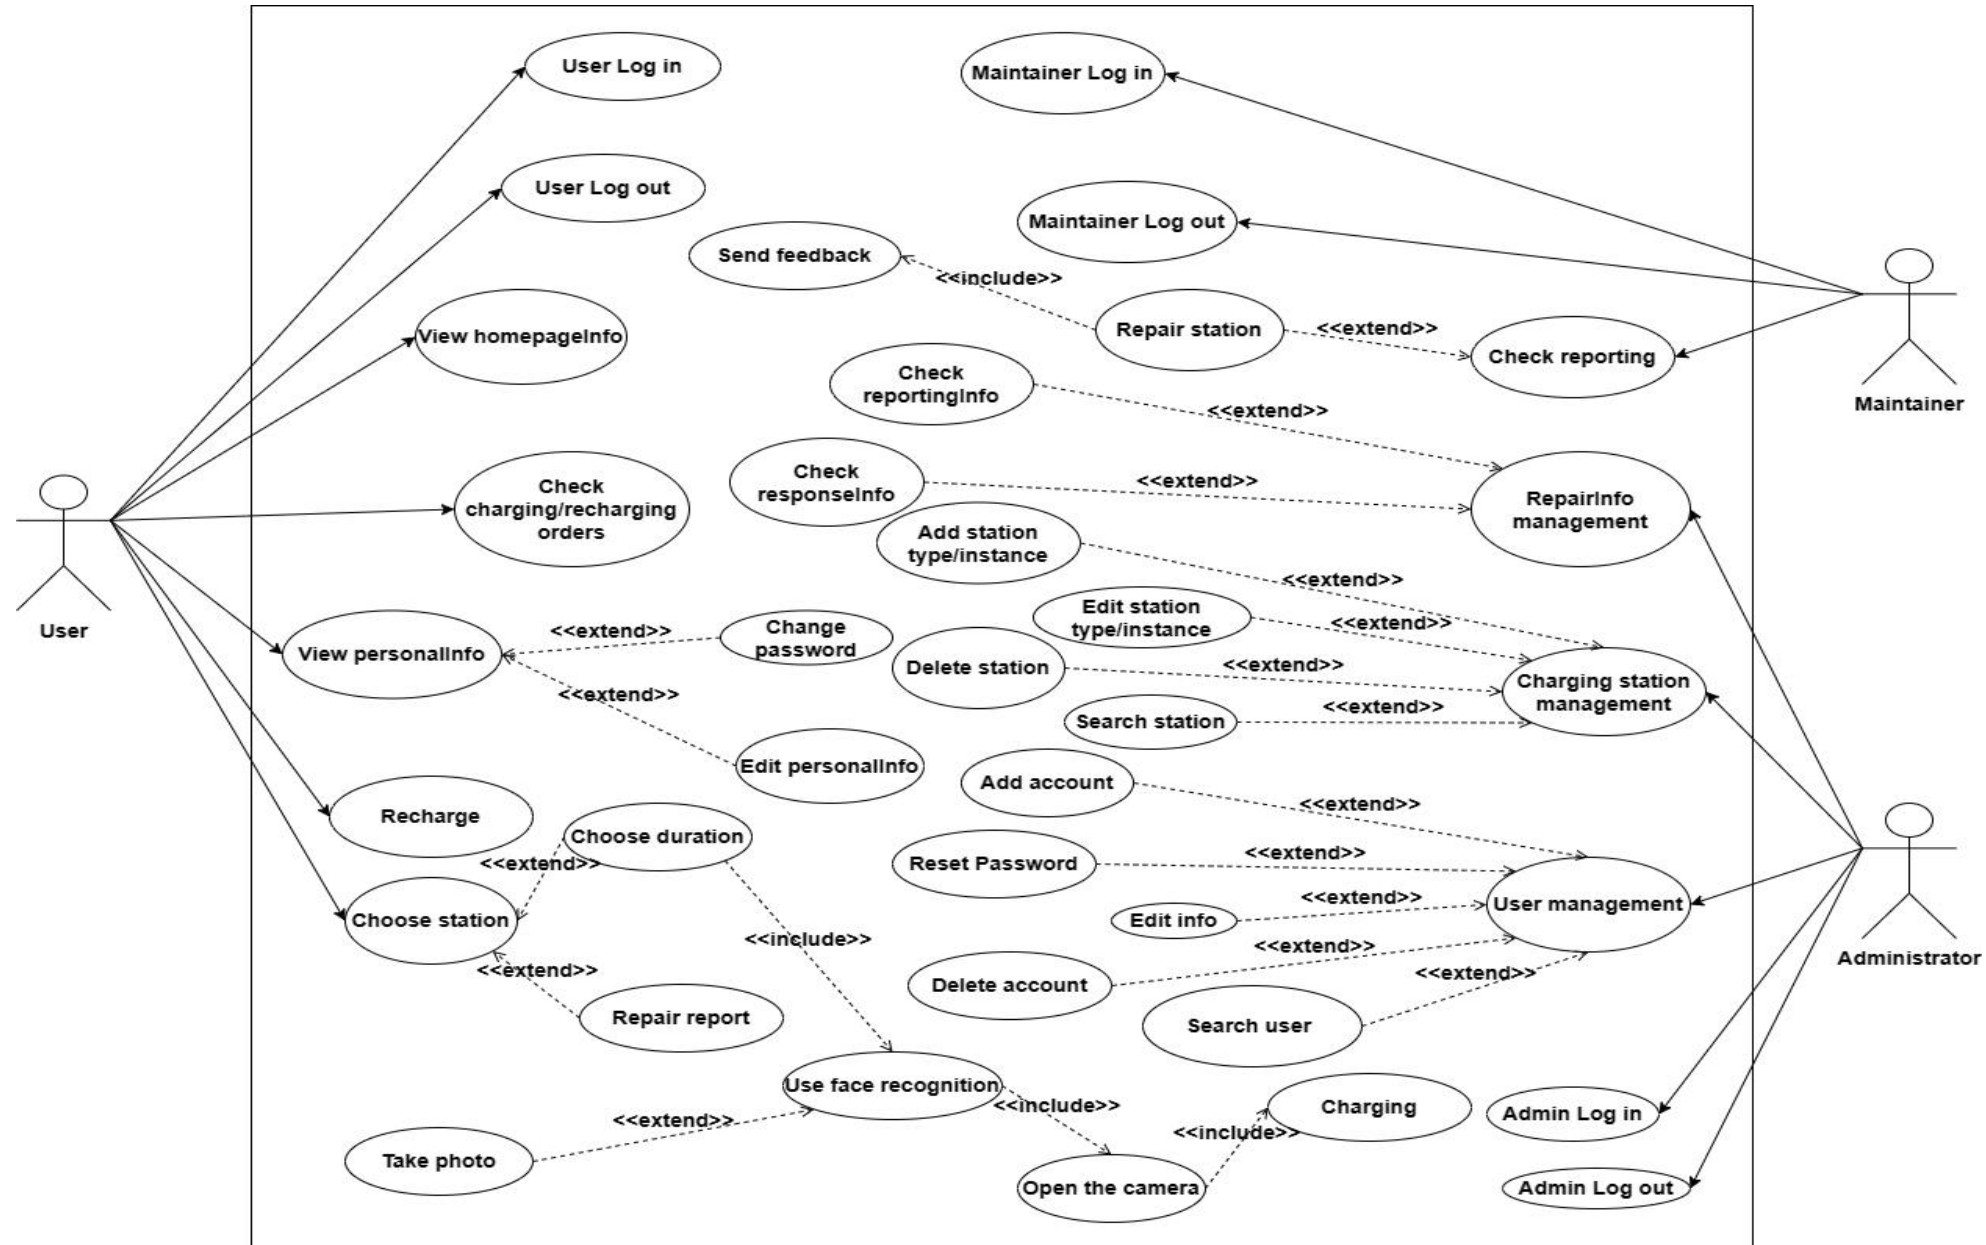 User Log in
Maintainer Log in
User Log out
Maintainer Log out
Send feedback
<<include>>
Repair station
<<extend>>
Check reporting
View homepageInfo
Maintainer
Check
reportingInfo
<<extend>>
Check
responseInfo
<<extend>>
RepairInfo
management
Check
charging/recharging
orders
Add station
type/instance
<<extend>>
Edit station
type/instance
<<extend>>
User
View personalInfo
<<extend>>
Change
password
<<extend>>
Edit personalInfo
Delete station
<<extend>>
Charging station
management
Search station
<<extend>>
Add account
<<extend>>
Recharge
Choose duration
<<extend>>
Choose station
<<extend>>
Repair report
<<include>>
Reset Password
<<extend>>
Edit info
<<extend>>
User management
Delete account
<<extend>>
Search user
<<extend>>
Administrator
Use face recognition
<<include>>
<<extend>>
Take photo
Open the camera
<<include>>
Charging
Admin Log in
Admin Log out